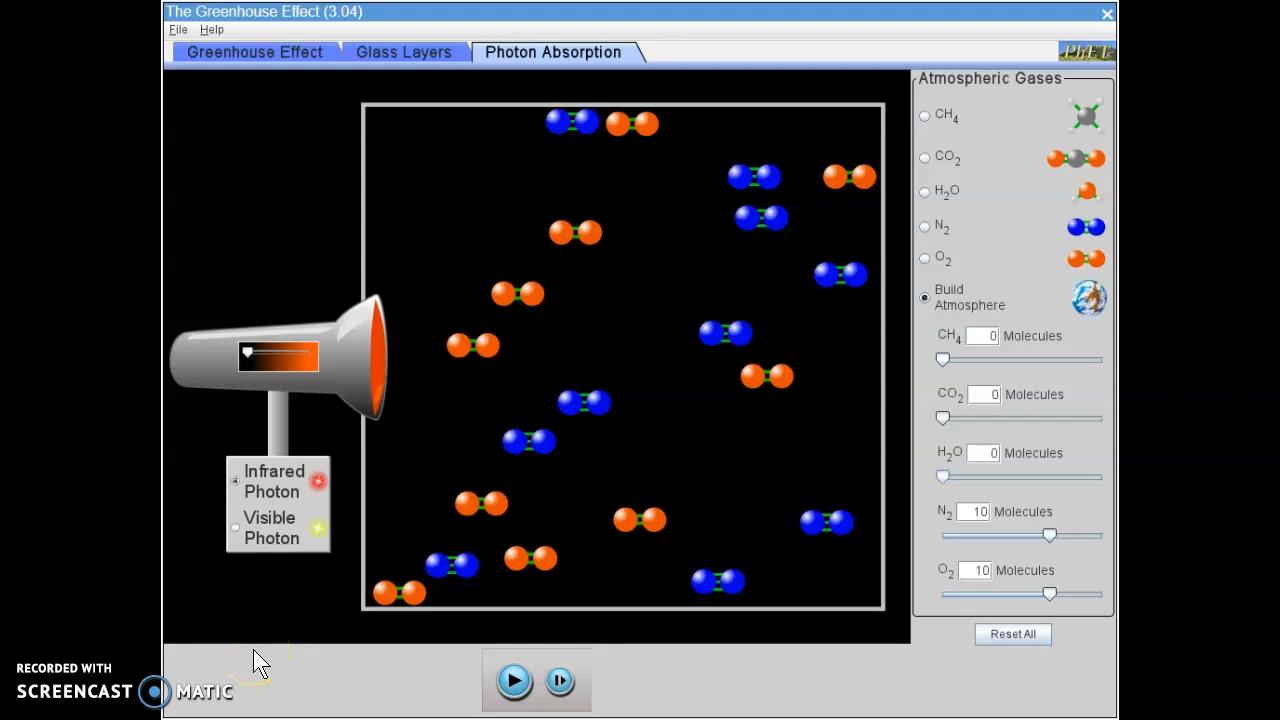 The Greenhouse Effect (3.04)
File Help
Greenhouse Effect Glass Layers Photon Absorption
PhET
Atmospheric Gases
CH4
CO2
H2O
N2
O2
Build
Atmosphere
CH4 0 Molecules
CO2 0 Molecules
H2O 0 Molecules
N2 10 Molecules
O2 10 Molecules
Reset All
Infrared
Photon
Visible
Photon
RECORDED WITH
SCREENCAST MATIC